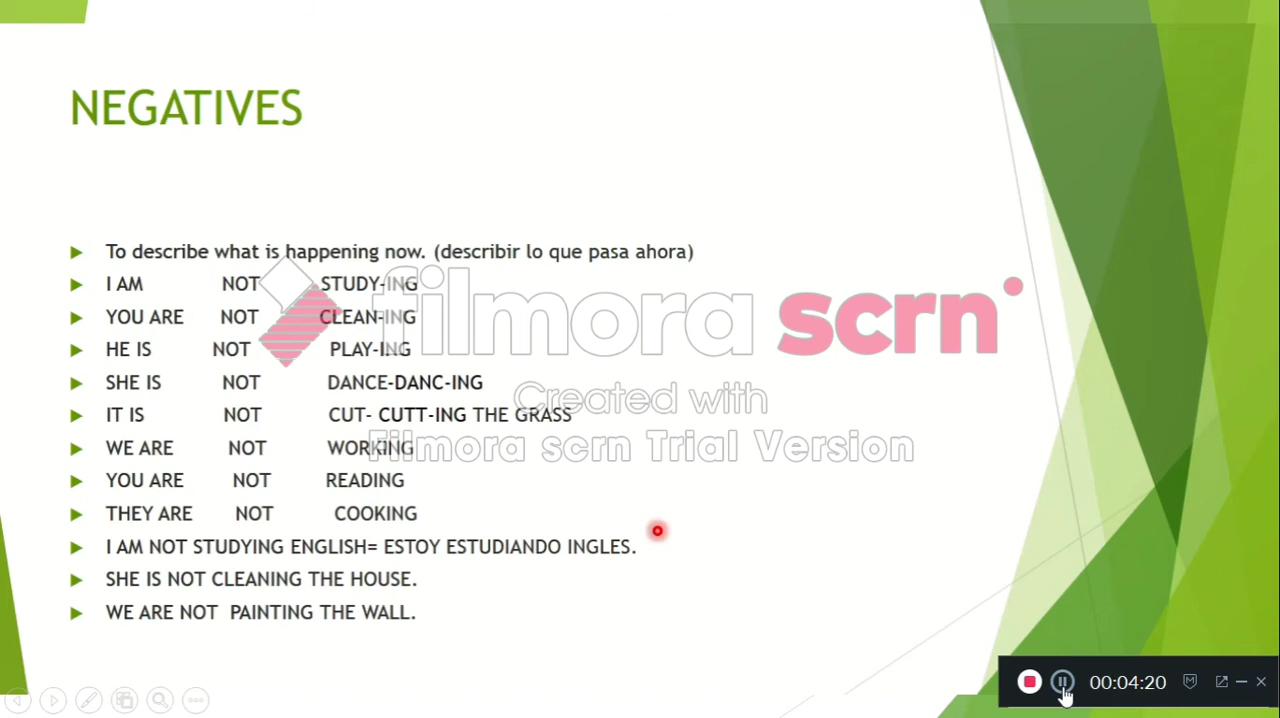 NEGATIVES
To describe what is happening now. (describir lo que pasa ahora)
I AM NOT STUDY-ING
YOU ARE NOT CLEAN-ING
HE IS NOT PLAY-ING
SHE IS NOT DANCE-DANC-ING
IT IS NOT CUT- CUTT-ING THE GRASS
WE ARE NOT WORKING
YOU ARE NOT READING
THEY ARE NOT COOKING
I AM NOT STUDYING ENGLISH= ESTOY ESTUDIANDO INGLES.
SHE IS NOT CLEANING THE HOUSE.
WE ARE NOT PAINTING THE WALL.
filmora scrn
Created with
Filmora scrn Trial Version
00:04:20